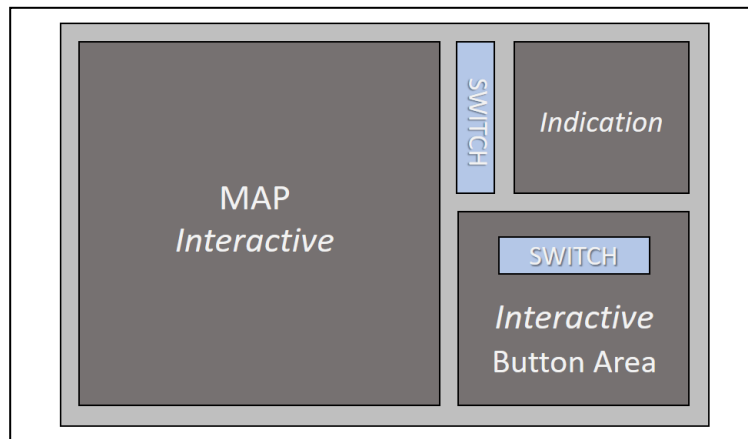 MAP
Interactive
SWITCH
Indication
SWITCH
Interactive
Button Area